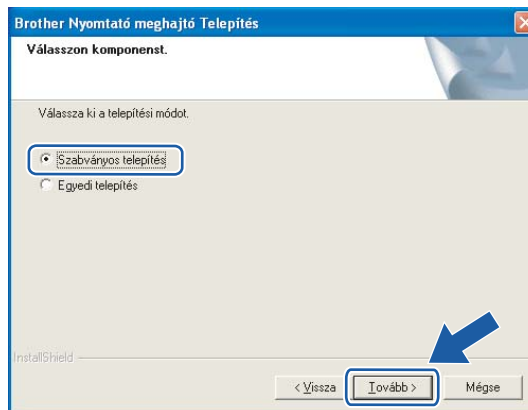 Brother Nyomtató meghajtó Telepítés
Válasszon komponenst.
Válassza ki a telepítési módot.
Szabványos telepítés
Egyedi telepítés
InstallShield
< Vissza Tovább > Mégse